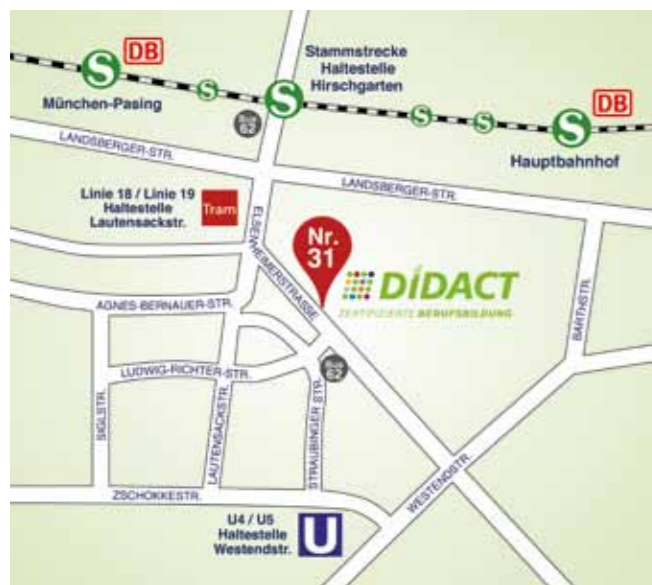 DB
S
München-Pasing
S
Stammstrecke
Haltestelle
Hirschgarten
S
S
S
DB
S
Hauptbahnhof
Bus
62
LANDSBERGER-STR.
LANDSBERGER-STR.
Linie 18 / Linie 19
Haltestelle
Lautensackstr.
Tram
ELSENHEIMERSTRASSE
Nr.
31
DIDACT
ZERTIFIZIERTE BERUFSBILDUNG
AGNES-BERNAUER-STR.
BARTHSTR.
LUDWIG-RICHTER-STR.
Bus
62
SIGLSTR.
LAUTENSACKSTR.
STRAUBINGER STR.
WESTENDSTR.
ZSCHOKKESTR.
U4 / U5
Haltestelle
Westendstr.
U